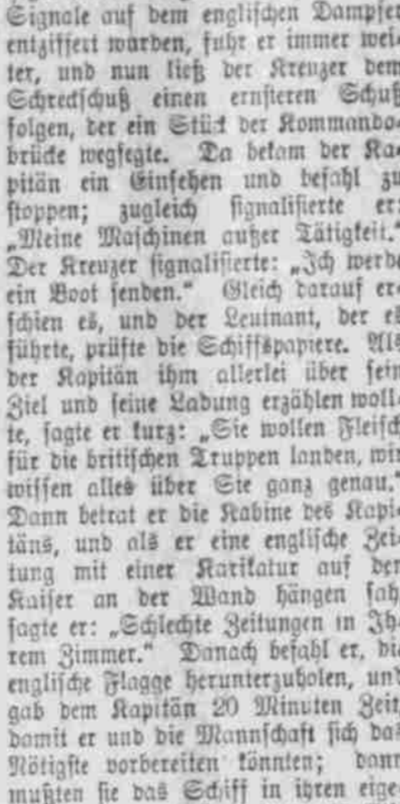 Signale auf dem englischen Dampfer
entziffert wurden, fuhr er immer wei-
ter, und nun ließ der Kreuzer dem
Schreckschuß einen ernsteren Schuß
folgen, der ein Stück der Kommando-
brücke wegfegte. Da bekam der Ka-
pitän ein Einsehen und befahl zu
stoppen; zugleich signalisierte er:
„Meine Maschinen außer Tätigkeit.“
Der Kreuzer signalisierte: „Ich werde
ein Boot senden.“ Gleich darauf er-
schien es, und der Leutnant, der es
führte, prüfte die Schiffspapiere. Als
der Kapitän ihm allerlei über sein
Ziel und seine Ladung erzählen woll-
te, sagte er kurz: „Sie wollen Fleisch
für die britischen Truppen landen, wir
wissen alles über Sie ganz genau.“
Dann betrat er die Kabine des Kapi-
täns, und als er eine englische Zei-
tung mit einer Karikatur auf den
Kaiser an der Wand hängen sah,
sagte er: „Schlechte Zeitungen in Ih-
rem Zimmer.“ Danach befahl er, die
englische Flagge herunterzuholen, und
gab dem Kapitän 20 Minuten Zeit,
damit er und die Mannschaft sich das
Nötigste vorbereiten könnten; dann
mußten sie das Schiff in ihren eige-